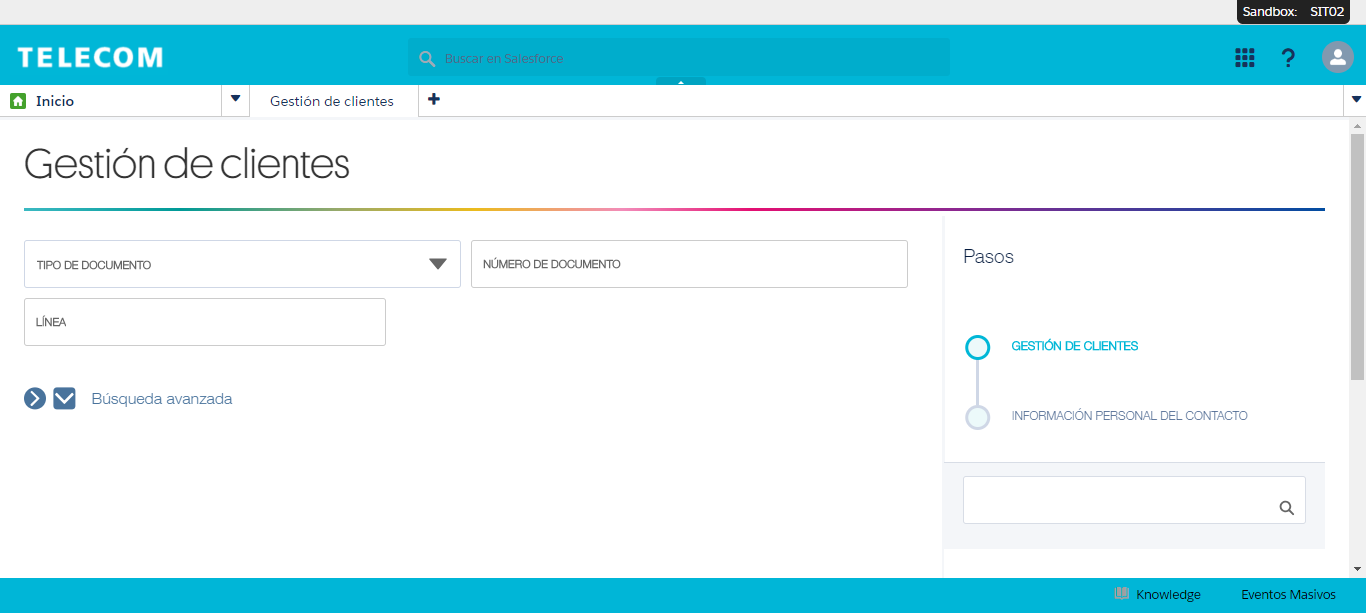 Sandbox: SIT02
TELECOM
Buscar en Salesforce
?
Inicio
Gestión de clientes
Gestión de clientes
TIPO DE DOCUMENTO
NÚMERO DE DOCUMENTO
LÍNEA
Búsqueda avanzada
Pasos
GESTIÓN DE CLIENTES
INFORMACIÓN PERSONAL DEL CONTACTO
Knowledge
Eventos Masivos